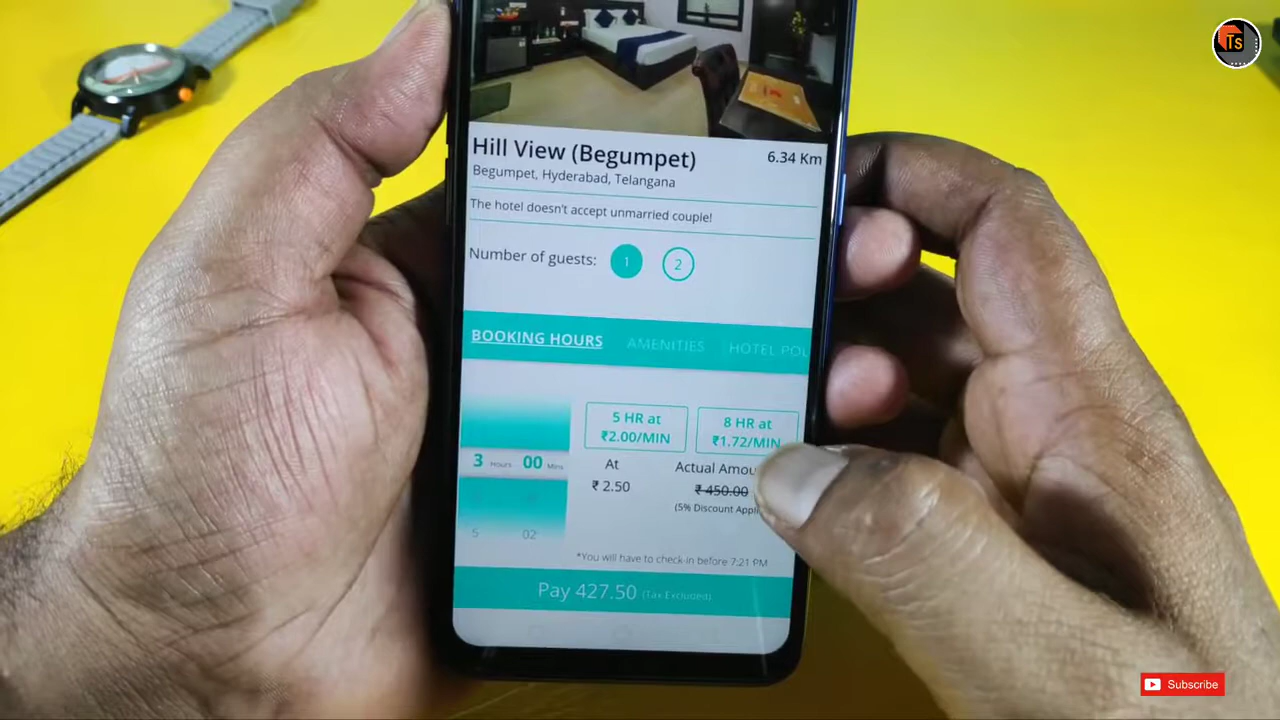 Ts
Hill View (Begumpet)
6.34 Km
Begumpet, Hyderabad, Telangana
The hotel doesn't accept unmarried couple!
Number of guests: 1 2
BOOKING HOURS AMENITIES HOTEL POL
5 HR at
₹2.00/MIN
8 HR at
₹1.72/MIN
3 Hours 00 Mins
At
₹ 2.50
Actual Amou
₹ 450.00
(5% Discount Appli
5 02
*You will have to check-in before 7:21 PM
Pay 427.50 (Tax Excluded)
Subscribe